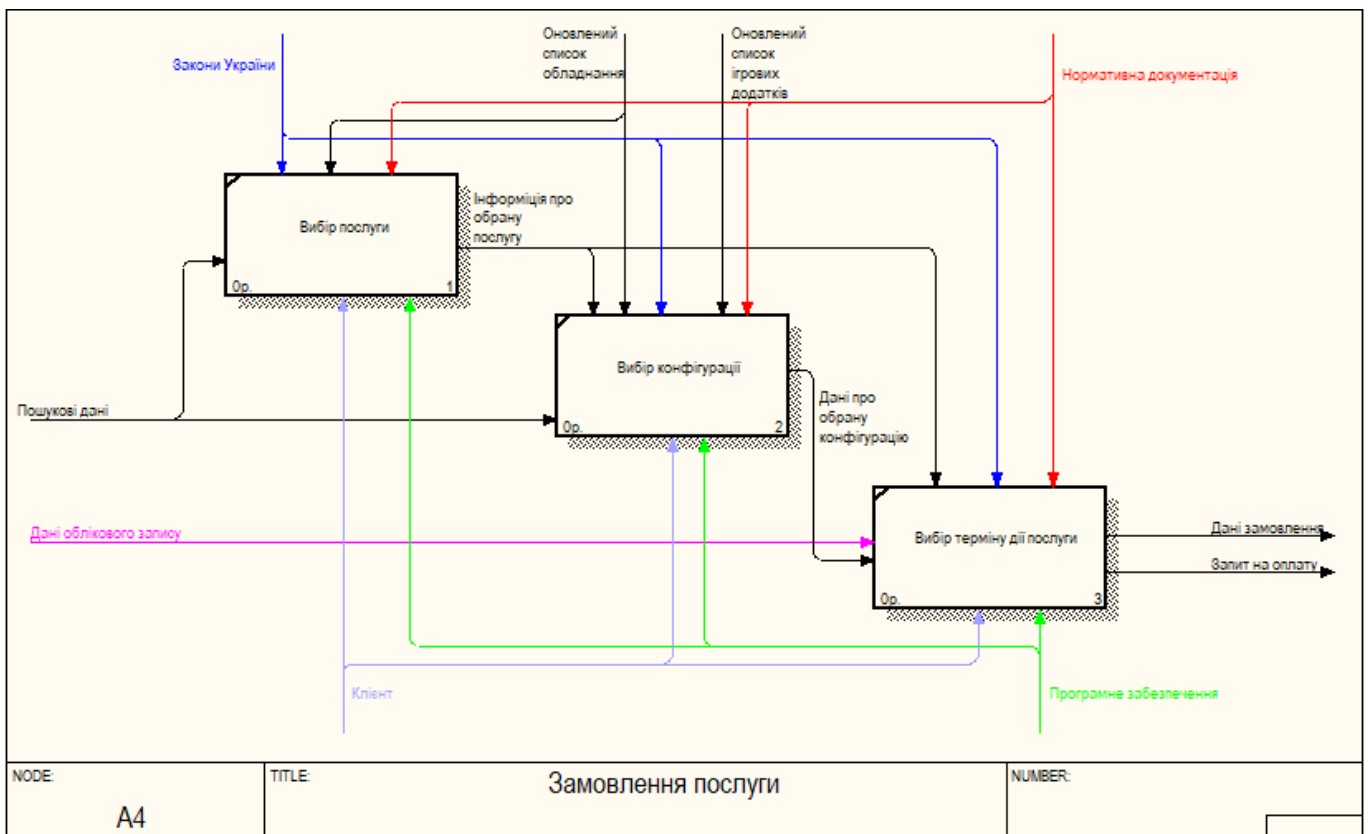 Закони України
Оновлений
список
обладнання
Оновлений
список
ігрових
додатків
Нормативна документація
Вибір послуги
0р.
1
Інформіція про
обрану
послугу
Вибір конфігурації
0р.
2
Пошукові дані
Дані про
обрану
конфігурацію
Дані облікового запису
Вибір терміну дії послуги
0р.
3
Дані замовлення
Запит на оплату
Клієнт
Програмне забезпечення
NODE:
A4
TITLE:
Замовлення послуги
NUMBER: